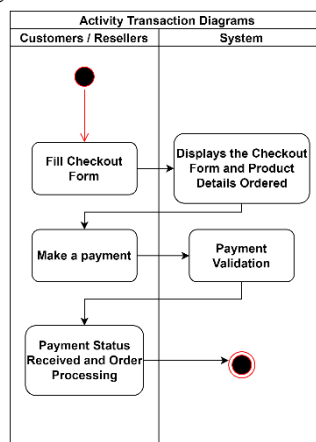 Activity Transaction Diagrams
Customers / Resellers
System
Fill Checkout
Form
Displays the Checkout
Form and Product
Details Ordered
Make a payment
Payment
Validation
Payment Status
Received and Order
Processing